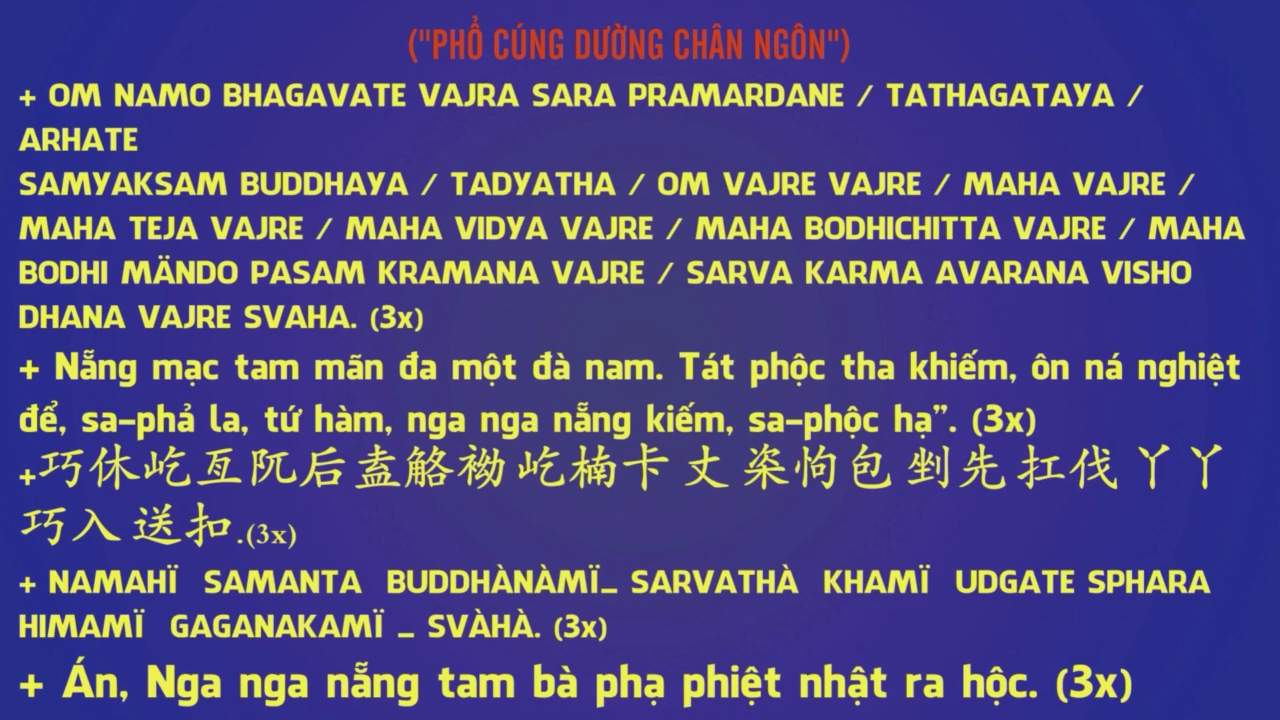 ("PHỔ CÚNG DƯỜNG CHÂN NGÔN")
+ OM NAMO BHAGAVATE VAJRA SARA PRAMARDANE / TATHAGATAYA /
ARHATE
SAMYAKSAM BUDDHAYA / TADYATHA / OM VAJRE VAJRE / MAHA VAJRE /
MAHA TEJA VAJRE / MAHA VIDYA VAJRE / MAHA BODHICHITTA VAJRE / MAHA
BODHI MÄNDO PASAM KRAMANA VAJRE / SARVA KARMA AVARANA VISHO
DHANA VAJRE SVAHA. (3x)
+ Nẵng mạc tam mãn đa một đà nam. Tát phộc tha khiếm, ôn ná nghiệt
để, sa-phả la, tứ hàm, nga nga nẵng kiếm, sa-phộc hạ”. (3x)
+巧休屹亙阢后盍觡袎屹楠卡丈粢怐包剉先扛伐丫丫
巧入送扣.(3x)
+ NAMAHÏ SAMANTA BUDDHÀNÀMÏ_ SARVATHÀ KHAMÏ UDGATE SPHARA
HIMAMÏ GAGANAKAMÏ _ SVÀHÀ. (3x)
+ Án, Nga nga nẵng tam bà phạ phiệt nhật ra hộc. (3x)